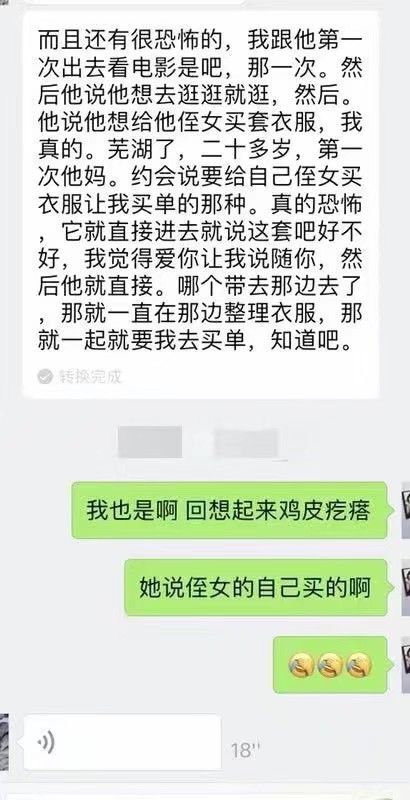 而且还有很恐怖的，我跟他第一
次出去看电影是吧，那一次。然
后他说他想去逛逛就逛，然后。
他说他想给他侄女买套衣服，我
真的。芜湖了，二十多岁，第一
次他妈。约会说要给自己侄女买
衣服让我买单的那种。真的恐怖
，它就直接进去就说这套吧好不
好，我觉得爱你让我说随你，然
后他就直接。哪个带去那边去了
，那就一直在那边整理衣服，那
就一起就要我去买单，知道吧。
转换完成
我也是啊 回想起来鸡皮疙瘩
她说侄女的自己买的啊
18"